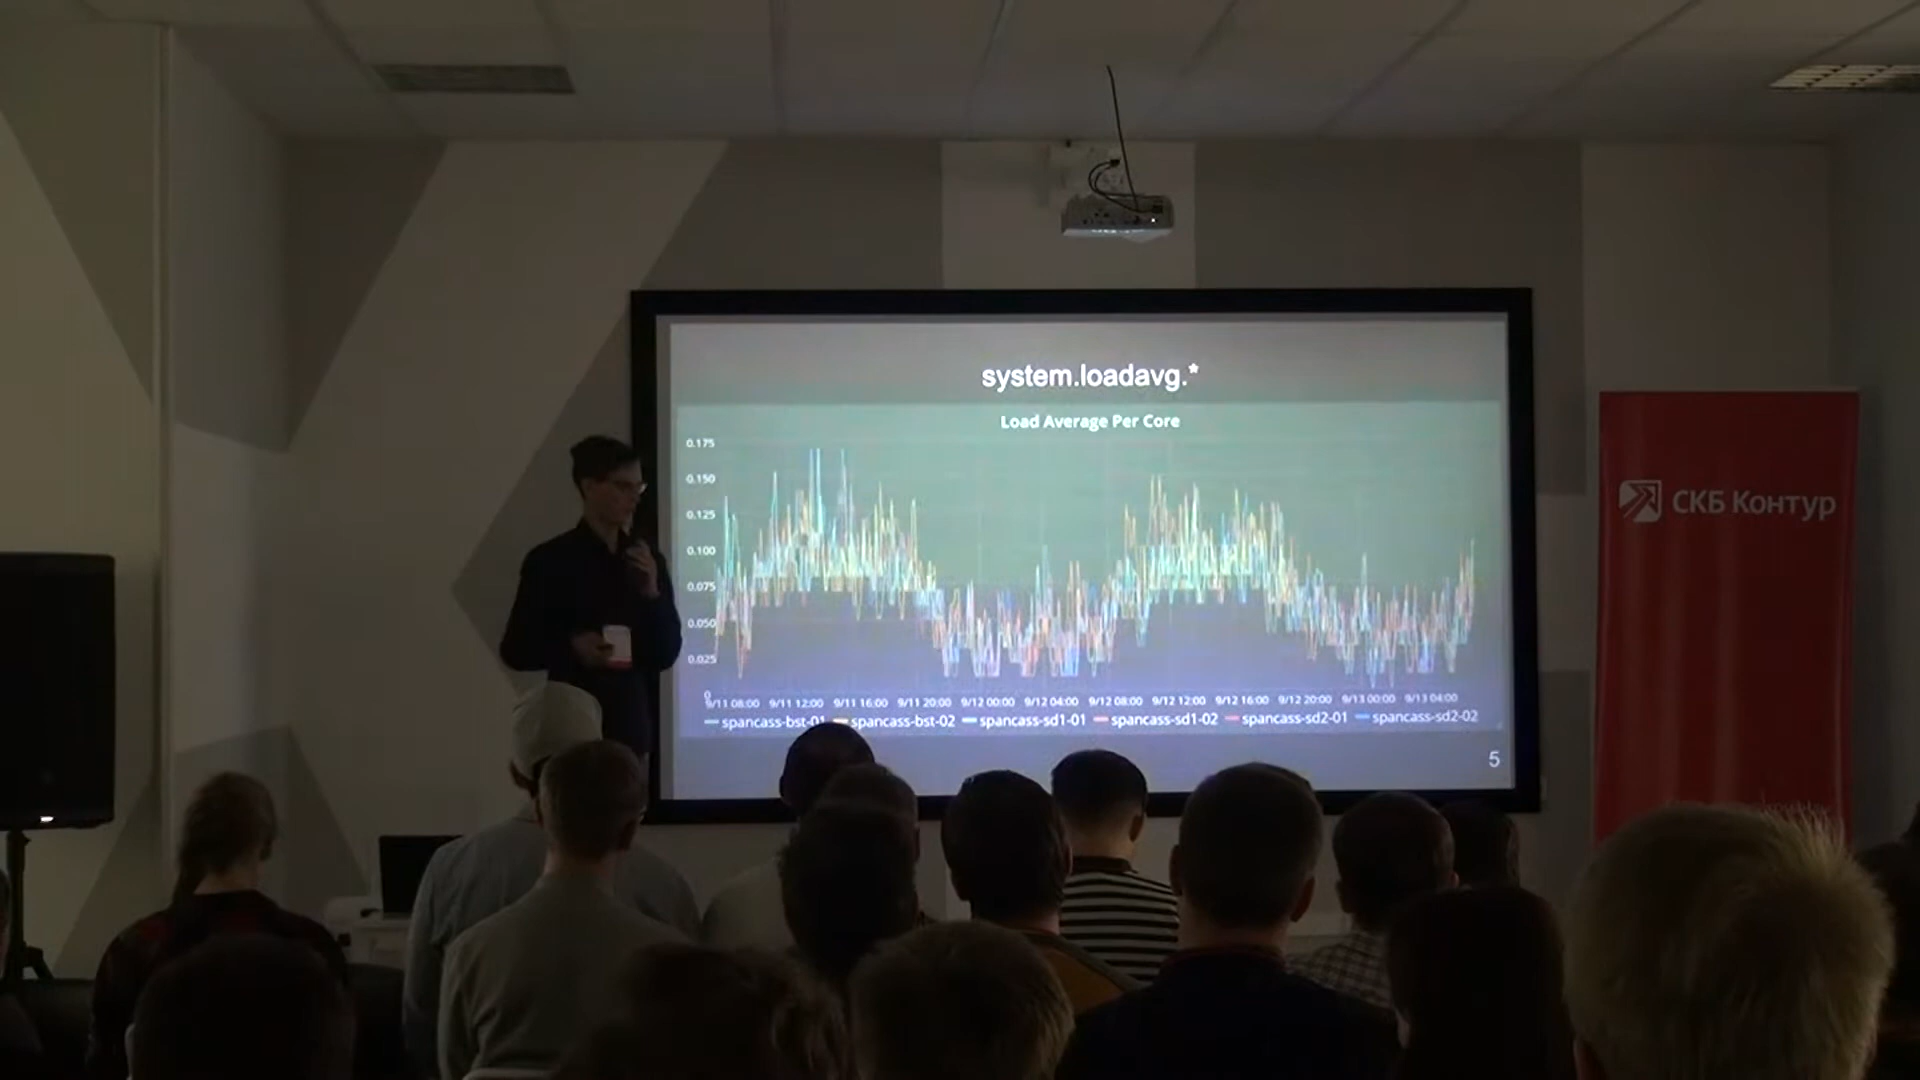 system.loadavg.*
Load Average Per Core
0.175
0.150
0.125
0.100
0.075
0.050
0.025
0
9/11 08:00 9/11 12:00 9/11 16:00 9/11 20:00 9/12 00:00 9/12 04:00 9/12 08:00 9/12 12:00 9/12 16:00 9/12 20:00 9/13 00:00 9/13 04:00
spancass-bst-01 spancass-bst-02 spancass-sd1-01 spancass-sd1-02 spancass-sd2-01 spancass-sd2-02
5
СКБ Контур